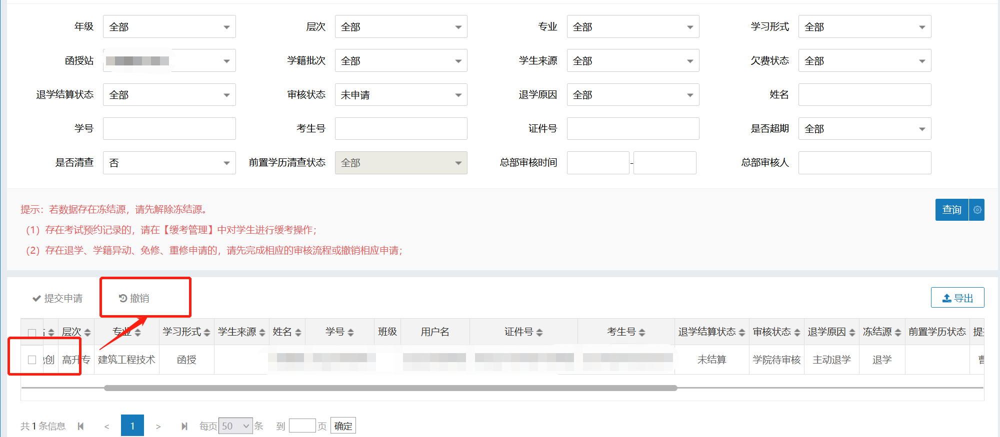 年级 全部 层次 全部 专业 全部 学习形式 全部
函授站 学籍批次 全部 学生来源 全部 欠费状态 全部
退学结算状态 全部 审核状态 未申请 退学原因 全部 姓名
学号 考生号 证件号 是否超期 全部
是否清查 否 前置学历清查状态 全部 总部审核时间 - 总部审核人
提示：若数据存在冻结源，请先解除冻结源。
查询
（1）存在考试预约记录的，请在【缓考管理】中对学生进行缓考操作；
（2）存在退学、学籍异动、免修、重修申请的，请先完成相应的审核流程或撤销相应申请；
提交申请 撤销 导出
层次 专业 学习形式 学生来源 姓名 学号 班级 用户名 证件号 考生号 退学结算状态 审核状态 退学原因 冻结源 前置学历状态 提
创 高升专 建筑工程技术 函授 未结算 学院待审核 主动退学 退学
共 1 条信息 < 1 > 每页 50 条 到 页 确定